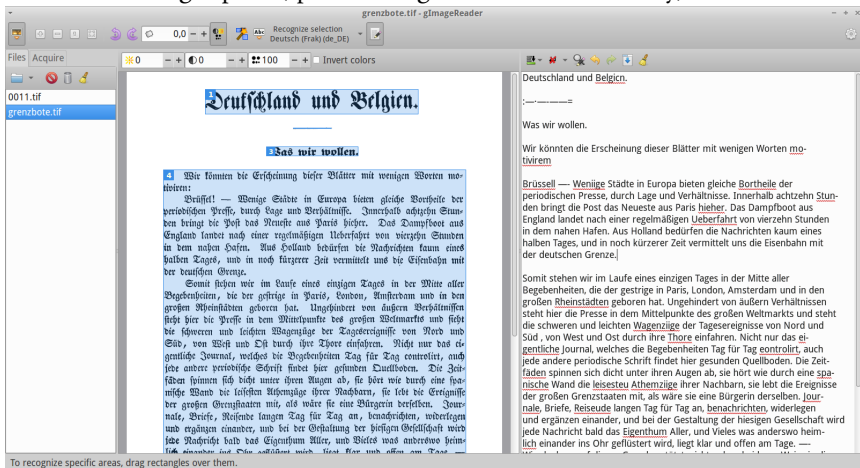 grenzbote.tif - gImageReader
0,0
Recognize selection
Deutsch (Frak) (de_DE)
Files Acquire
0 0 100 Invert colors
0011.tif
grenzbote.tif
1 Deutschland und Belgien.
3 Was wir wollen.
4 Wir könnten die Erscheinung dieser Blätter mit wenigen Worten mo-
tiviren:
Brüssel! — Wenige Städte in Europa bieten gleiche Vortheile der
periodischen Presse, durch Lage und Verhältnisse. Innerhalb achtzehn Stun-
den bringt die Post das Neueste aus Paris hieher. Das Dampfboot aus
England landet nach einer regelmäßigen Ueberfahrt von vierzehn Stunden
in dem nahen Hafen. Aus Holland bedürfen die Nachrichten kaum eines
halben Tages, und in noch kürzerer Zeit vermittelt uns die Eisenbahn mit
der deutschen Grenze.
Somit stehen wir im Laufe eines einzigen Tages in der Mitte aller
Begebenheiten, die der gestrige in Paris, London, Amsterdam und in den
großen Rheinstädten geboren hat. Ungehindert von äußern Verhältnissen
steht hier die Presse in dem Mittelpunkte des großen Weltmarkts und sieht
die schweren und leichten Wagenzüge der Tagesereignisse von Nord und
Süd, von West und Ost durch ihre Thore einfahren. Nicht nur das ei-
gentliche Journal, welches die Begebenheiten Tag für Tag controlirt, auch
jede andere periodische Schrift findet hier gesunden Quellboden. Die Zeit-
fäden spinnen sich dicht unter ihren Augen ab, sie hört wie durch eine spa-
nische Wand die leisesten Athemzüge ihrer Nachbarn, sie lebt die Ereignisse
der großen Grenzstaaten mit, als wäre sie eine Bürgerin derselben. Jour-
nale, Briefe, Reisende langen Tag für Tag an, benachrichten, widerlegen
und ergänzen einander, und bei der Gestaltung der hiesigen Gesellschaft wird
jede Nachricht bald das Eigenthum Aller, und Vieles was anderswo heim-
lich einander ins Ohr geflüstert wird, liegt klar und offen am Tage. —
Deutschland und Belgicn.
:—·—-——=
Was wir wollen.
Wir könnten die Erscheinung dieser Blätter mit wenigen Worten mo-
tivirem
Brüssell —- Weniige Städte in Europa bieten gleiche Bortheile der
periodischen Presse, durch Lage und Verhältnisse. Innerhalb achtzehn Stun-
den bringt die Post das Neueste aus Paris hieher. Das Dampfboot aus
England landet nach einer regelmäßigen Ueberfahrt von vierzehn Stunden
in dem nahen Hafen. Aus Holland bedürfen die Nachrichten kaum eines
halben Tages, und in noch kürzerer Zeit vermittelt uns die Eisenbahn mit
der deutschen Grenze.
Somit stehen wir im Laufe eines einzigen Tages in der Mitte aller
Begebenheiten, die der gestrige in Paris, London, Amsterdam und in den
großen Rheinstädten geboren hat. Ungehindert von äußern Verhältnissen
steht hier die Presse in dem Mittelpunkte des großen Weltmarkts und steht
die schweren und leichten Wagenziige der Tagesereignisse von Nord und
Süd , von West und Ost durch ihre Thore einfahren. Nicht nur das ei-
gentliche Journal, welches die Begebenheiten Tag für Tag eontrolirt, auch
jede andere periodische Schrift findet hier gesunden Quellboden. Die Zeit-
fäden spinnen sich dicht unter ihren Augen ab, sie hört wie durch eine spa-
nische Wand die leisesteu Athemziige ihrer Nachbarn, sie lebt die Ereignisse
der großen Grenzstaaten mit, als wäre sie eine Bürgerin derselben. Jour-
nale, Briefe, Reiseude langen Tag für Tag an, benachrichten, widerlegen
und ergänzen einander, und bei der Gestaltung der hiesigen Gesellschaft wird
jede Nachricht bald das Eigenthum Aller, und Vieles was anderswo heim-
lich einander ins Ohr geflüstert wird, liegt klar und offen am Tage. —-
To recognize specific areas, drag rectangles over them.